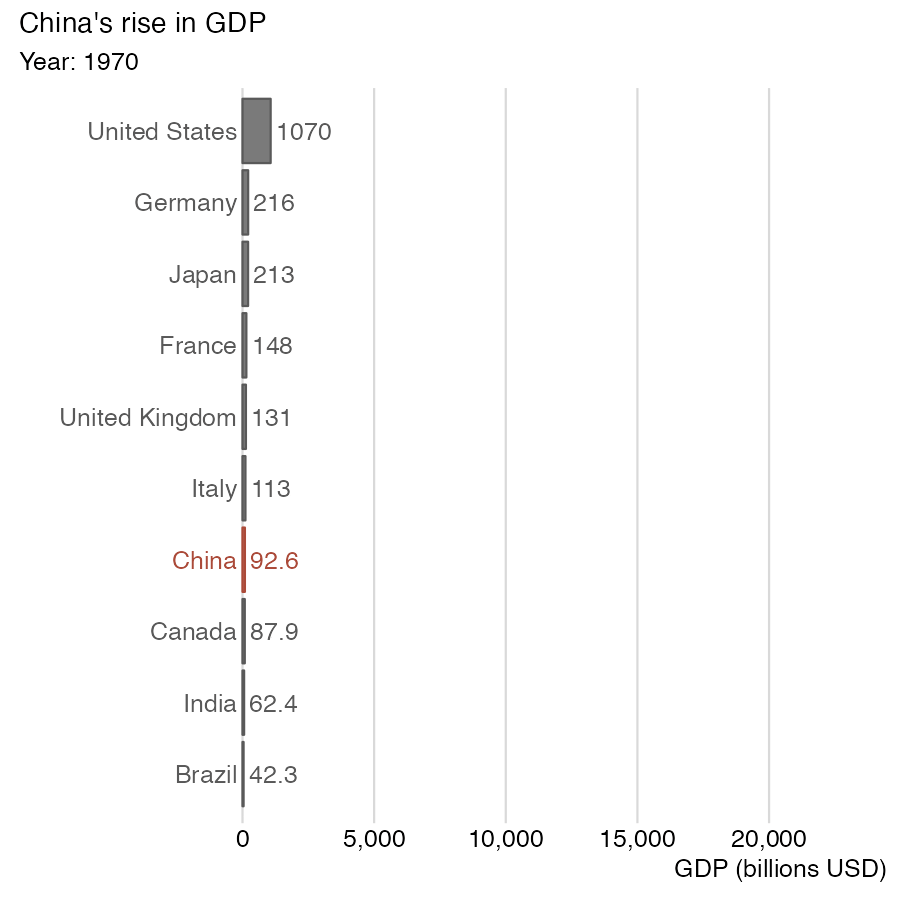 China's rise in GDP
Year: 1970
United States 1070
Germany 216
Japan 213
France 148
United Kingdom 131
Italy 113
China 92.6
Canada 87.9
India 62.4
Brazil 42.3
0 5,000 10,000 15,000 20,000
GDP (billions USD)